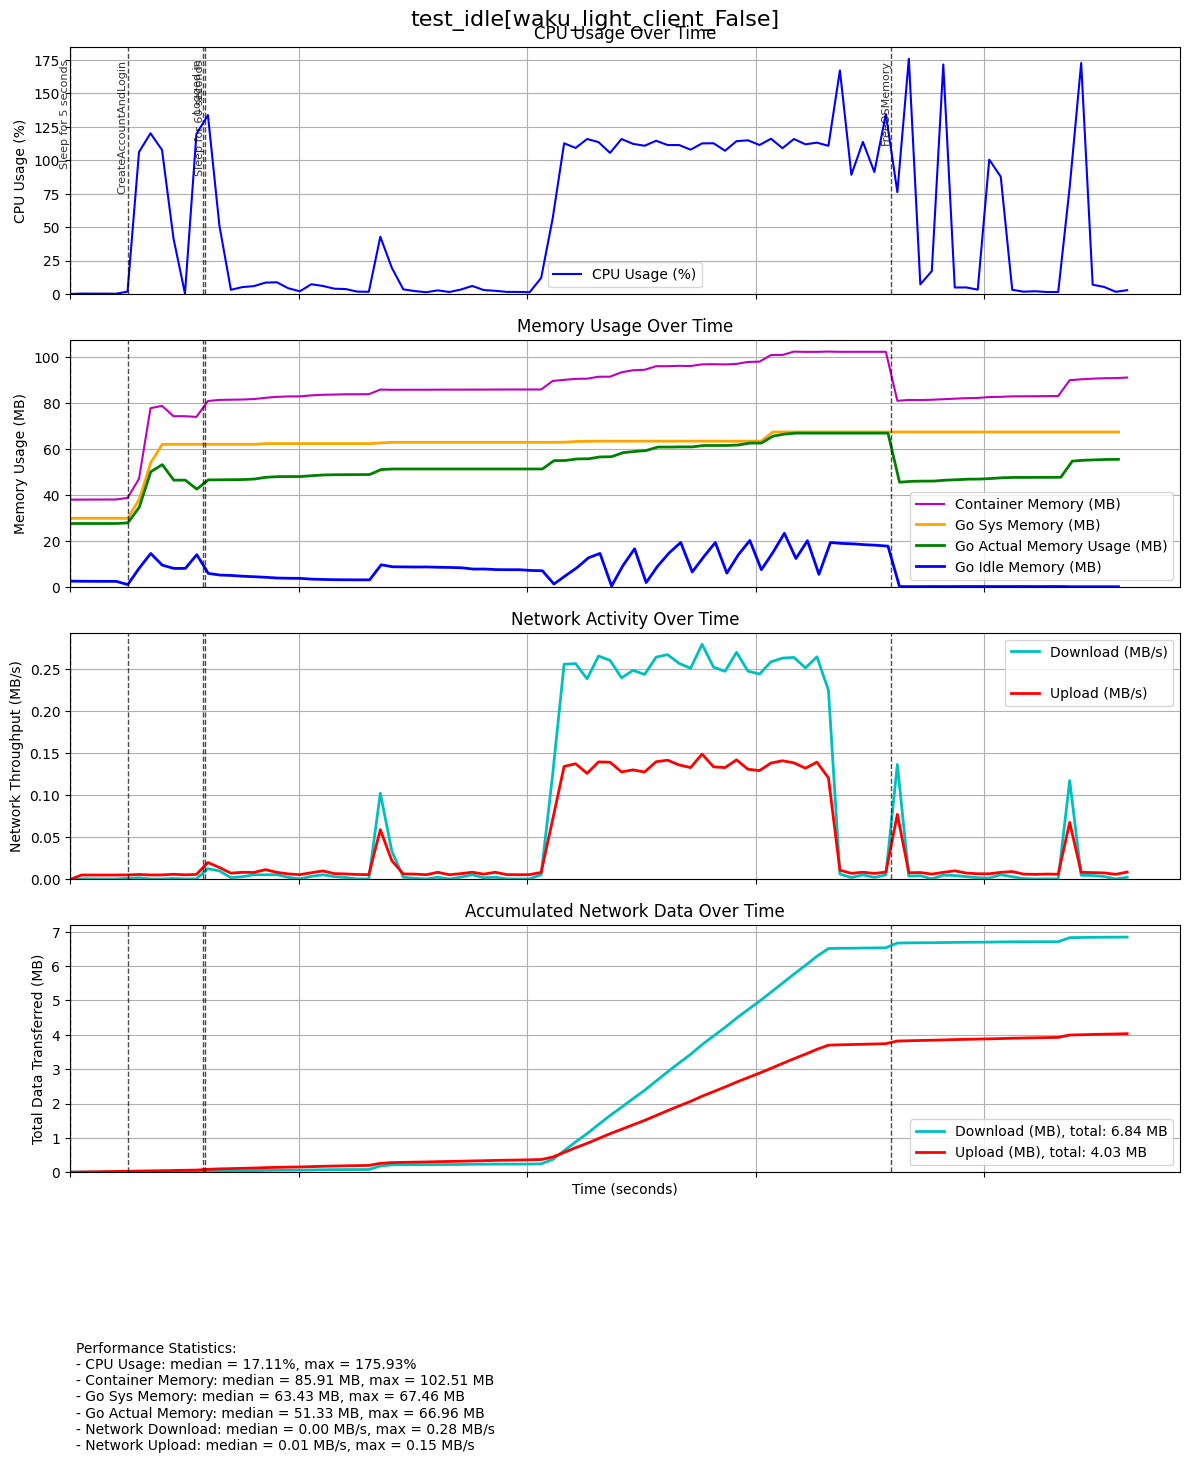 test_idle[waku_light_client_False]
CPU Usage Over Time
CPU Usage (%)
175
150
125
100
75
50
25
0
Sleep for 5 seconds
CreateAccountAndLogin
Logged in
Sleep for 60 seconds
CPU Usage (%)
Memory Usage Over Time
Memory Usage (MB)
100
80
60
40
20
0
Container Memory (MB)
Go Sys Memory (MB)
Go Actual Memory Usage (MB)
Go Idle Memory (MB)
Network Activity Over Time
Network Throughput (MB/s)
0.25
0.20
0.15
0.10
0.05
0.00
Download (MB/s)
Upload (MB/s)
Accumulated Network Data Over Time
Total Data Transferred (MB)
7
6
5
4
3
2
1
0
Download (MB), total: 6.84 MB
Upload (MB), total: 4.03 MB
Time (seconds)
Performance Statistics:
- CPU Usage: median = 17.11%, max = 175.93%
- Container Memory: median = 85.91 MB, max = 102.51 MB
- Go Sys Memory: median = 63.43 MB, max = 67.46 MB
- Go Actual Memory: median = 51.33 MB, max = 66.96 MB
- Network Download: median = 0.00 MB/s, max = 0.28 MB/s
- Network Upload: median = 0.01 MB/s, max = 0.15 MB/s